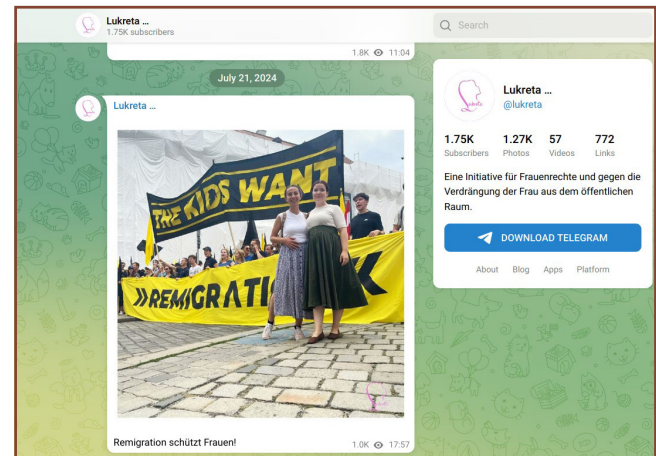 Lukreta ...
1.75K subscribers
Search
1.8K 11:04
July 21, 2024
Lukreta ...
THE KIDS WANT
»REMIGRATI
Remigration schützt Frauen!
1.0K 17:57
Lukreta ...
@lukreta
1.75K 1.27K 57 772
Subscribers Photos Videos Links
Eine Initiative für Frauenrechte und gegen die
Verdrängung der Frau aus dem öffentlichen
Raum.
DOWNLOAD TELEGRAM
About Blog Apps Platform